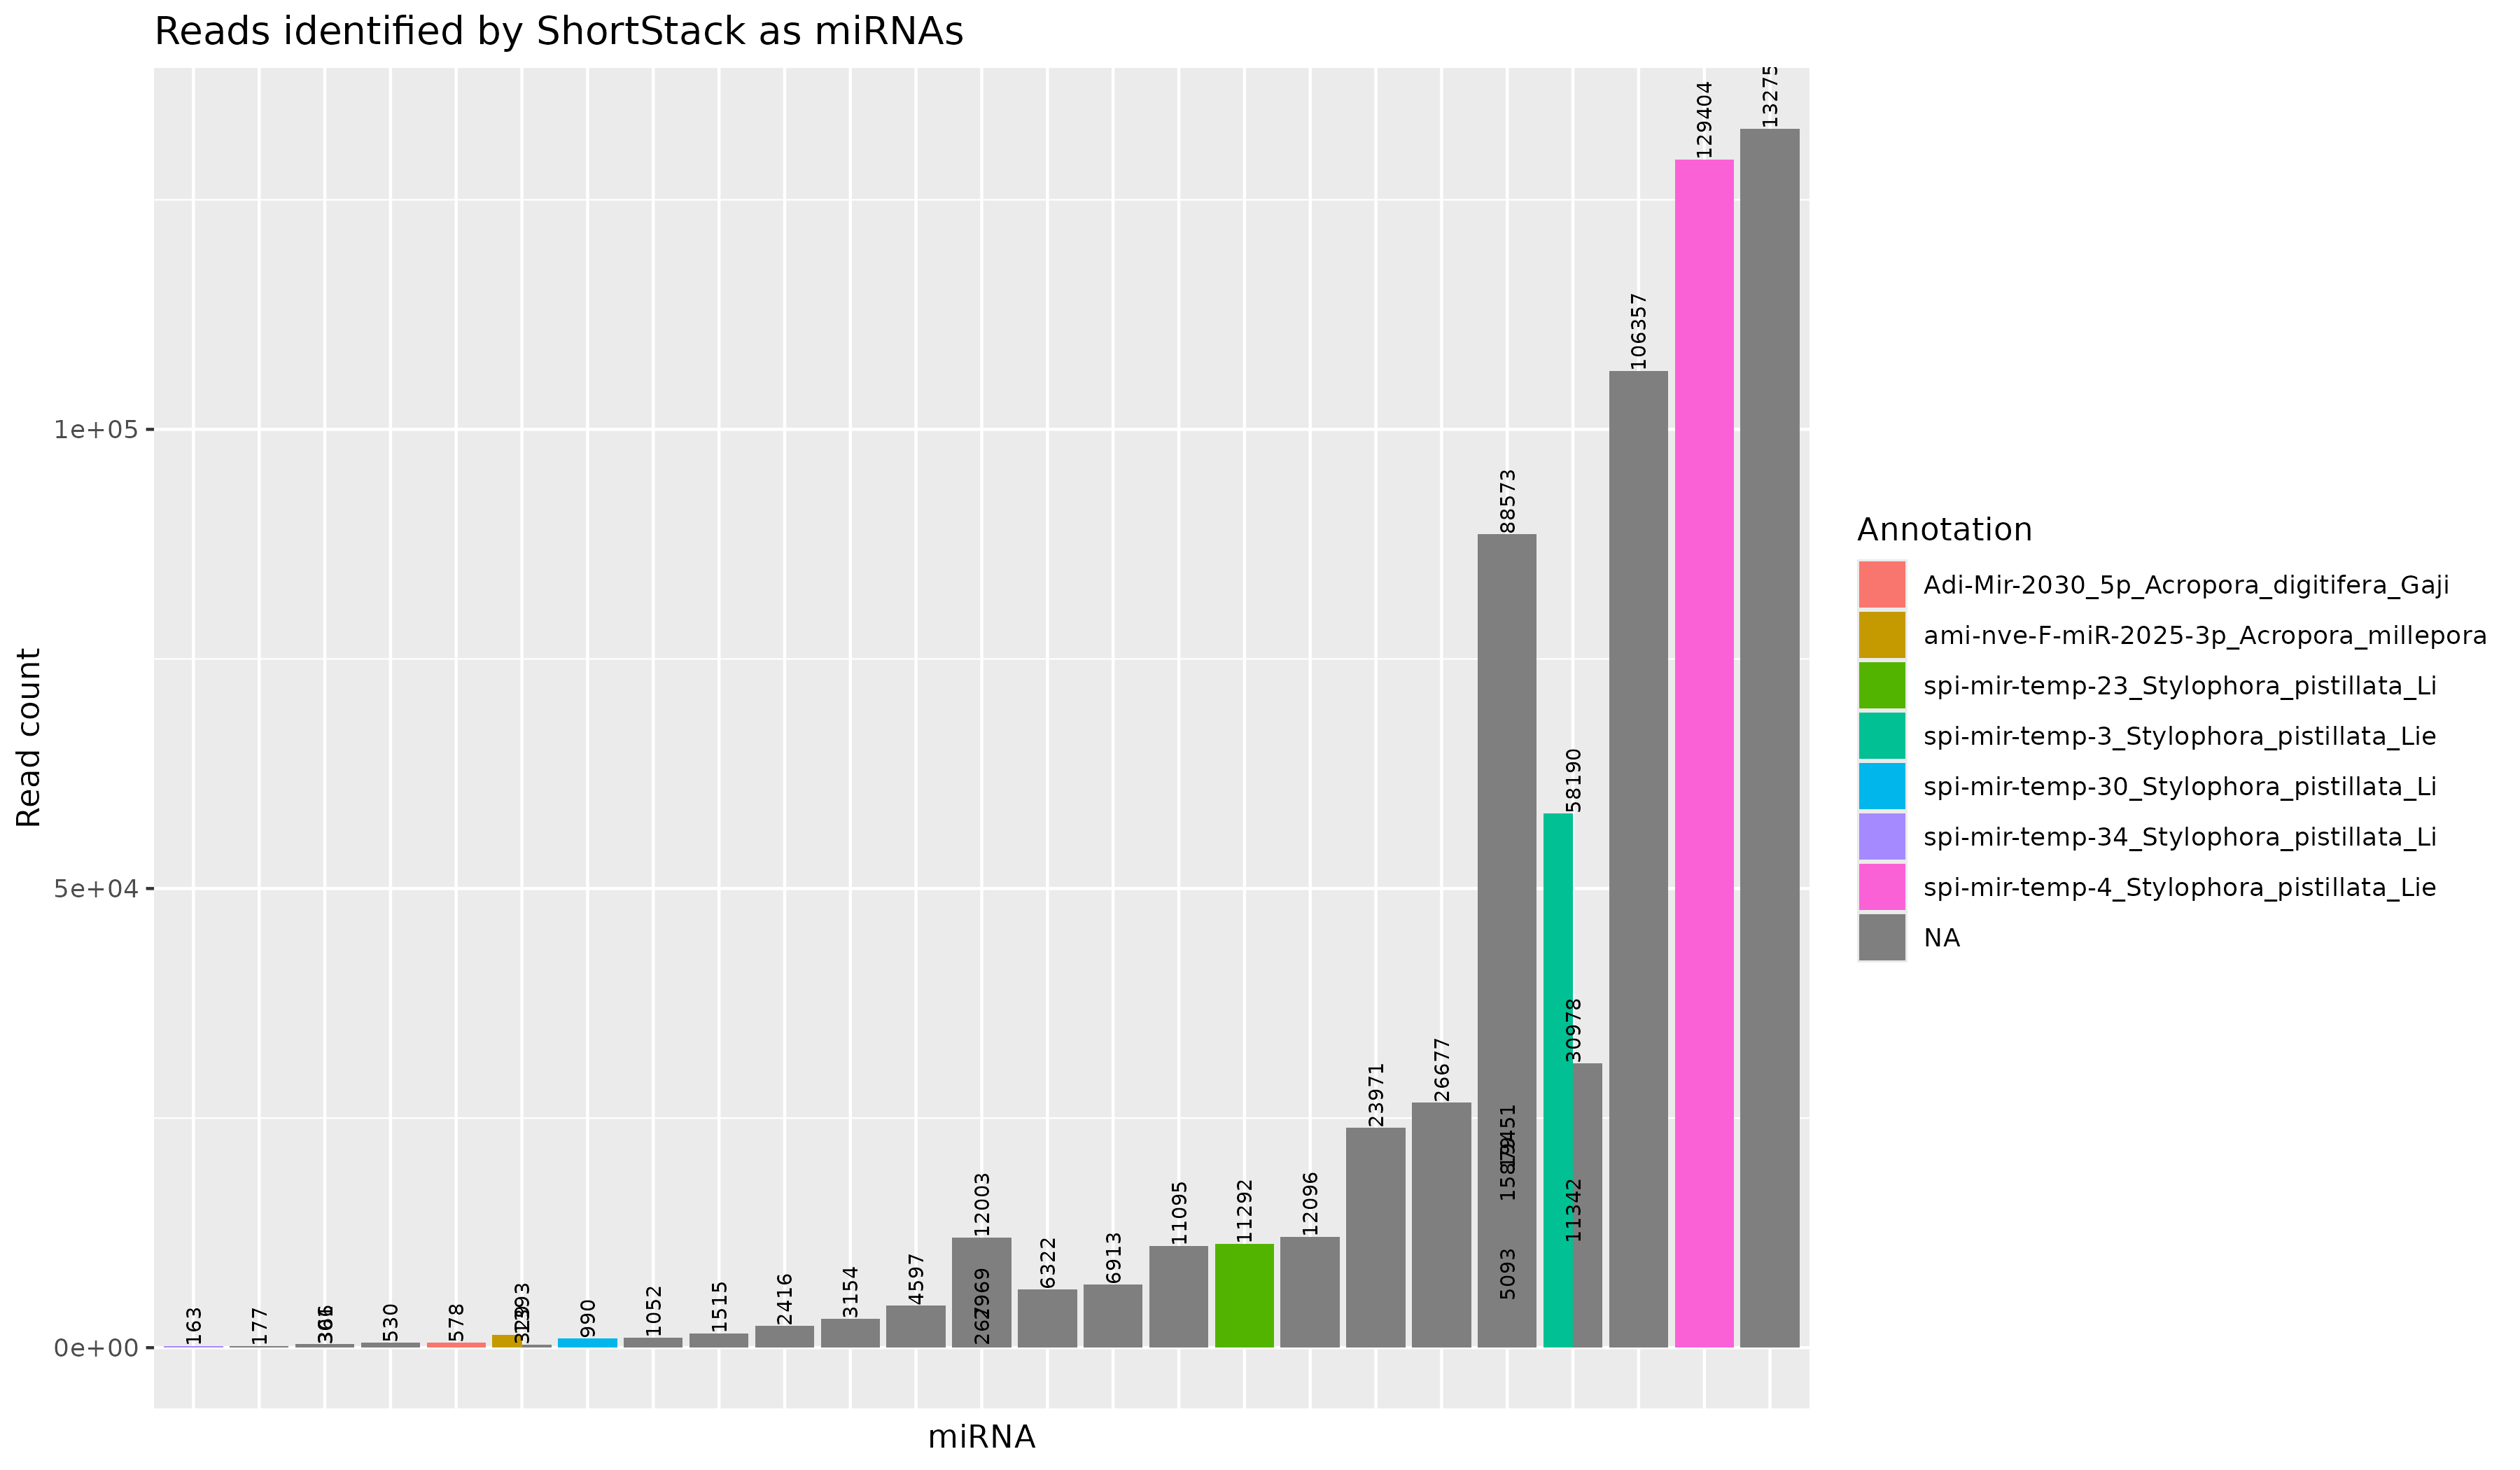 Reads identified by ShortStack as miRNAs
Read count
1e+05
5e+04
0e+00
163
177
530
578
990
1052
1515
2416
3154
4597
12003
6322
6913
11095
11292
12096
23971
26677
88573
19451
5093
58190
30978
11342
106357
129404
13275
miRNA
Annotation
Adi-Mir-2030_5p_Acropora_digitifera_Gaji
ami-nve-F-miR-2025-3p_Acropora_millepora
spi-mir-temp-23_Stylophora_pistillata_Li
spi-mir-temp-3_Stylophora_pistillata_Lie
spi-mir-temp-30_Stylophora_pistillata_Li
spi-mir-temp-34_Stylophora_pistillata_Li
spi-mir-temp-4_Stylophora_pistillata_Lie
NA